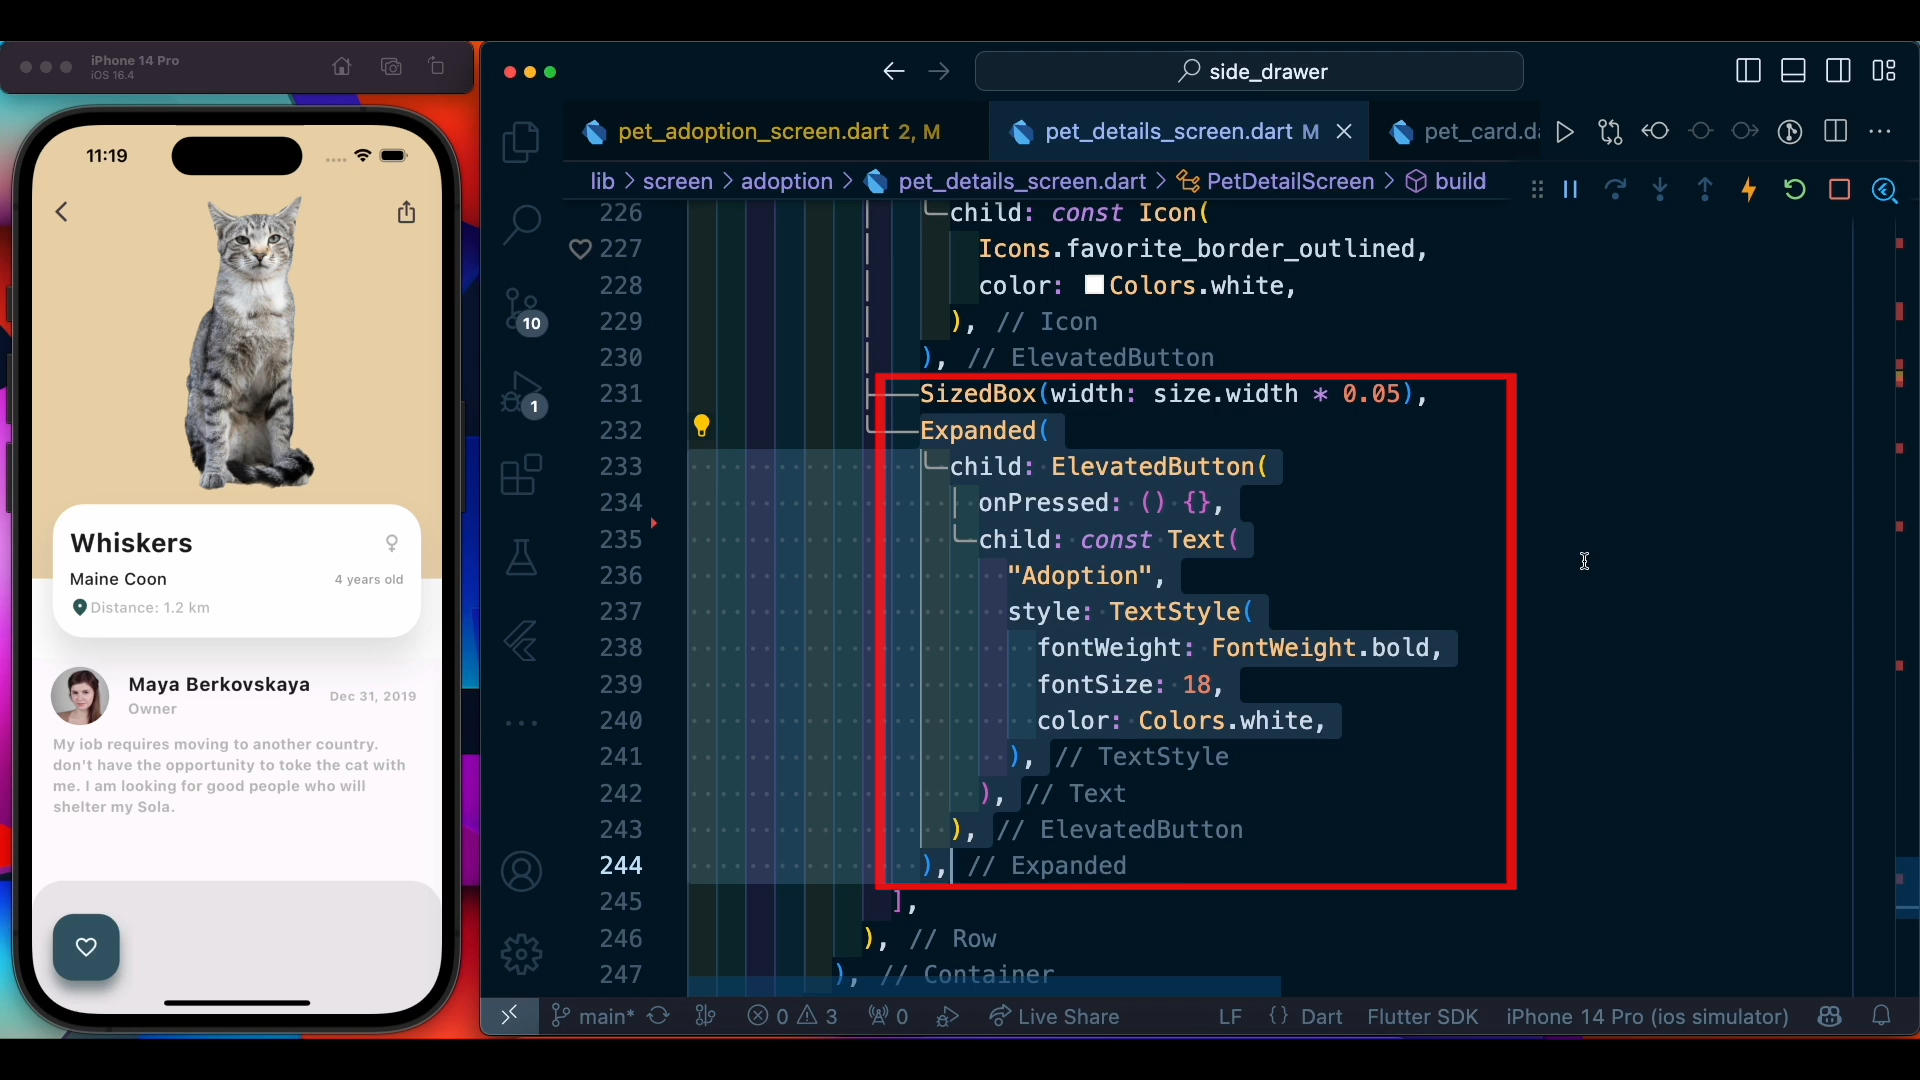 iPhone 14 Pro
iOS 16.4
11:19
Whiskers
Maine Coon
4 years old
Distance: 1.2 km
Maya Berkovskaya
Owner
Dec 31, 2019
My iob requires moving to another country.
don't have the opportunity to toke the cat with
me. I am looking for good people who will
shelter my Sola.
side_drawer
pet_adoption_screen.dart 2, M
pet_details_screen.dart M
pet_card.da
lib > screen > adoption > pet_details_screen.dart > PetDetailScreen > build
10
1
226 child: const Icon(
227 Icons.favorite_border_outlined,
228 color: Colors.white,
229 ), // Icon
230 ), // ElevatedButton
231 SizedBox(width: size.width * 0.05),
232 Expanded(
233 child: ElevatedButton(
234 onPressed: () {},
235 child: const Text(
236 "Adoption",
237 style: TextStyle(
238 fontWeight: FontWeight.bold,
239 fontSize: 18,
240 color: Colors.white,
241 ), // TextStyle
242 ), // Text
243 ), // ElevatedButton
244 ), // Expanded
245 ],
246 ), // Row
247 ), // Container
main* 0 3 0 Live Share LF {} Dart Flutter SDK iPhone 14 Pro (ios simulator)